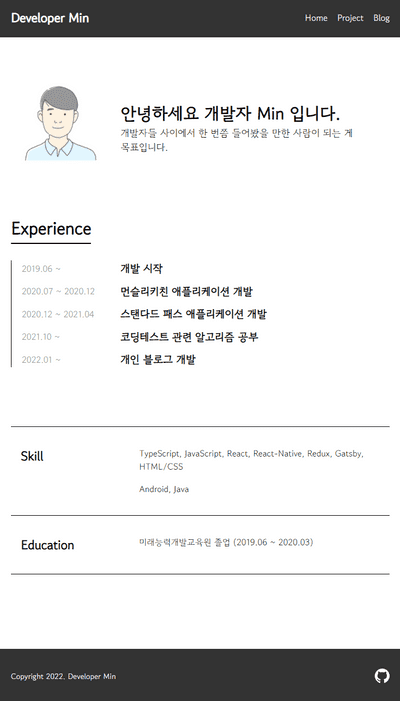 Developer Min
Home Project Blog
안녕하세요 개발자 Min 입니다.
개발자들 사이에서 한 번쯤 들어봤을 만한 사람이 되는 게
목표입니다.
Experience
2019.06 ~ 개발 시작
2020.07 ~ 2020.12 먼슬리키친 애플리케이션 개발
2020.12 ~ 2021.04 스탠다드 패스 애플리케이션 개발
2021.10 ~ 코딩테스트 관련 알고리즘 공부
2022.01 ~ 개인 블로그 개발
Skill
TypeScript, JavaScript, React, React-Native, Redux, Gatsby,
HTML/CSS
Android, Java
Education
미래능력개발교육원 졸업 (2019.06 ~ 2020.03)
Copyright 2022. Developer Min